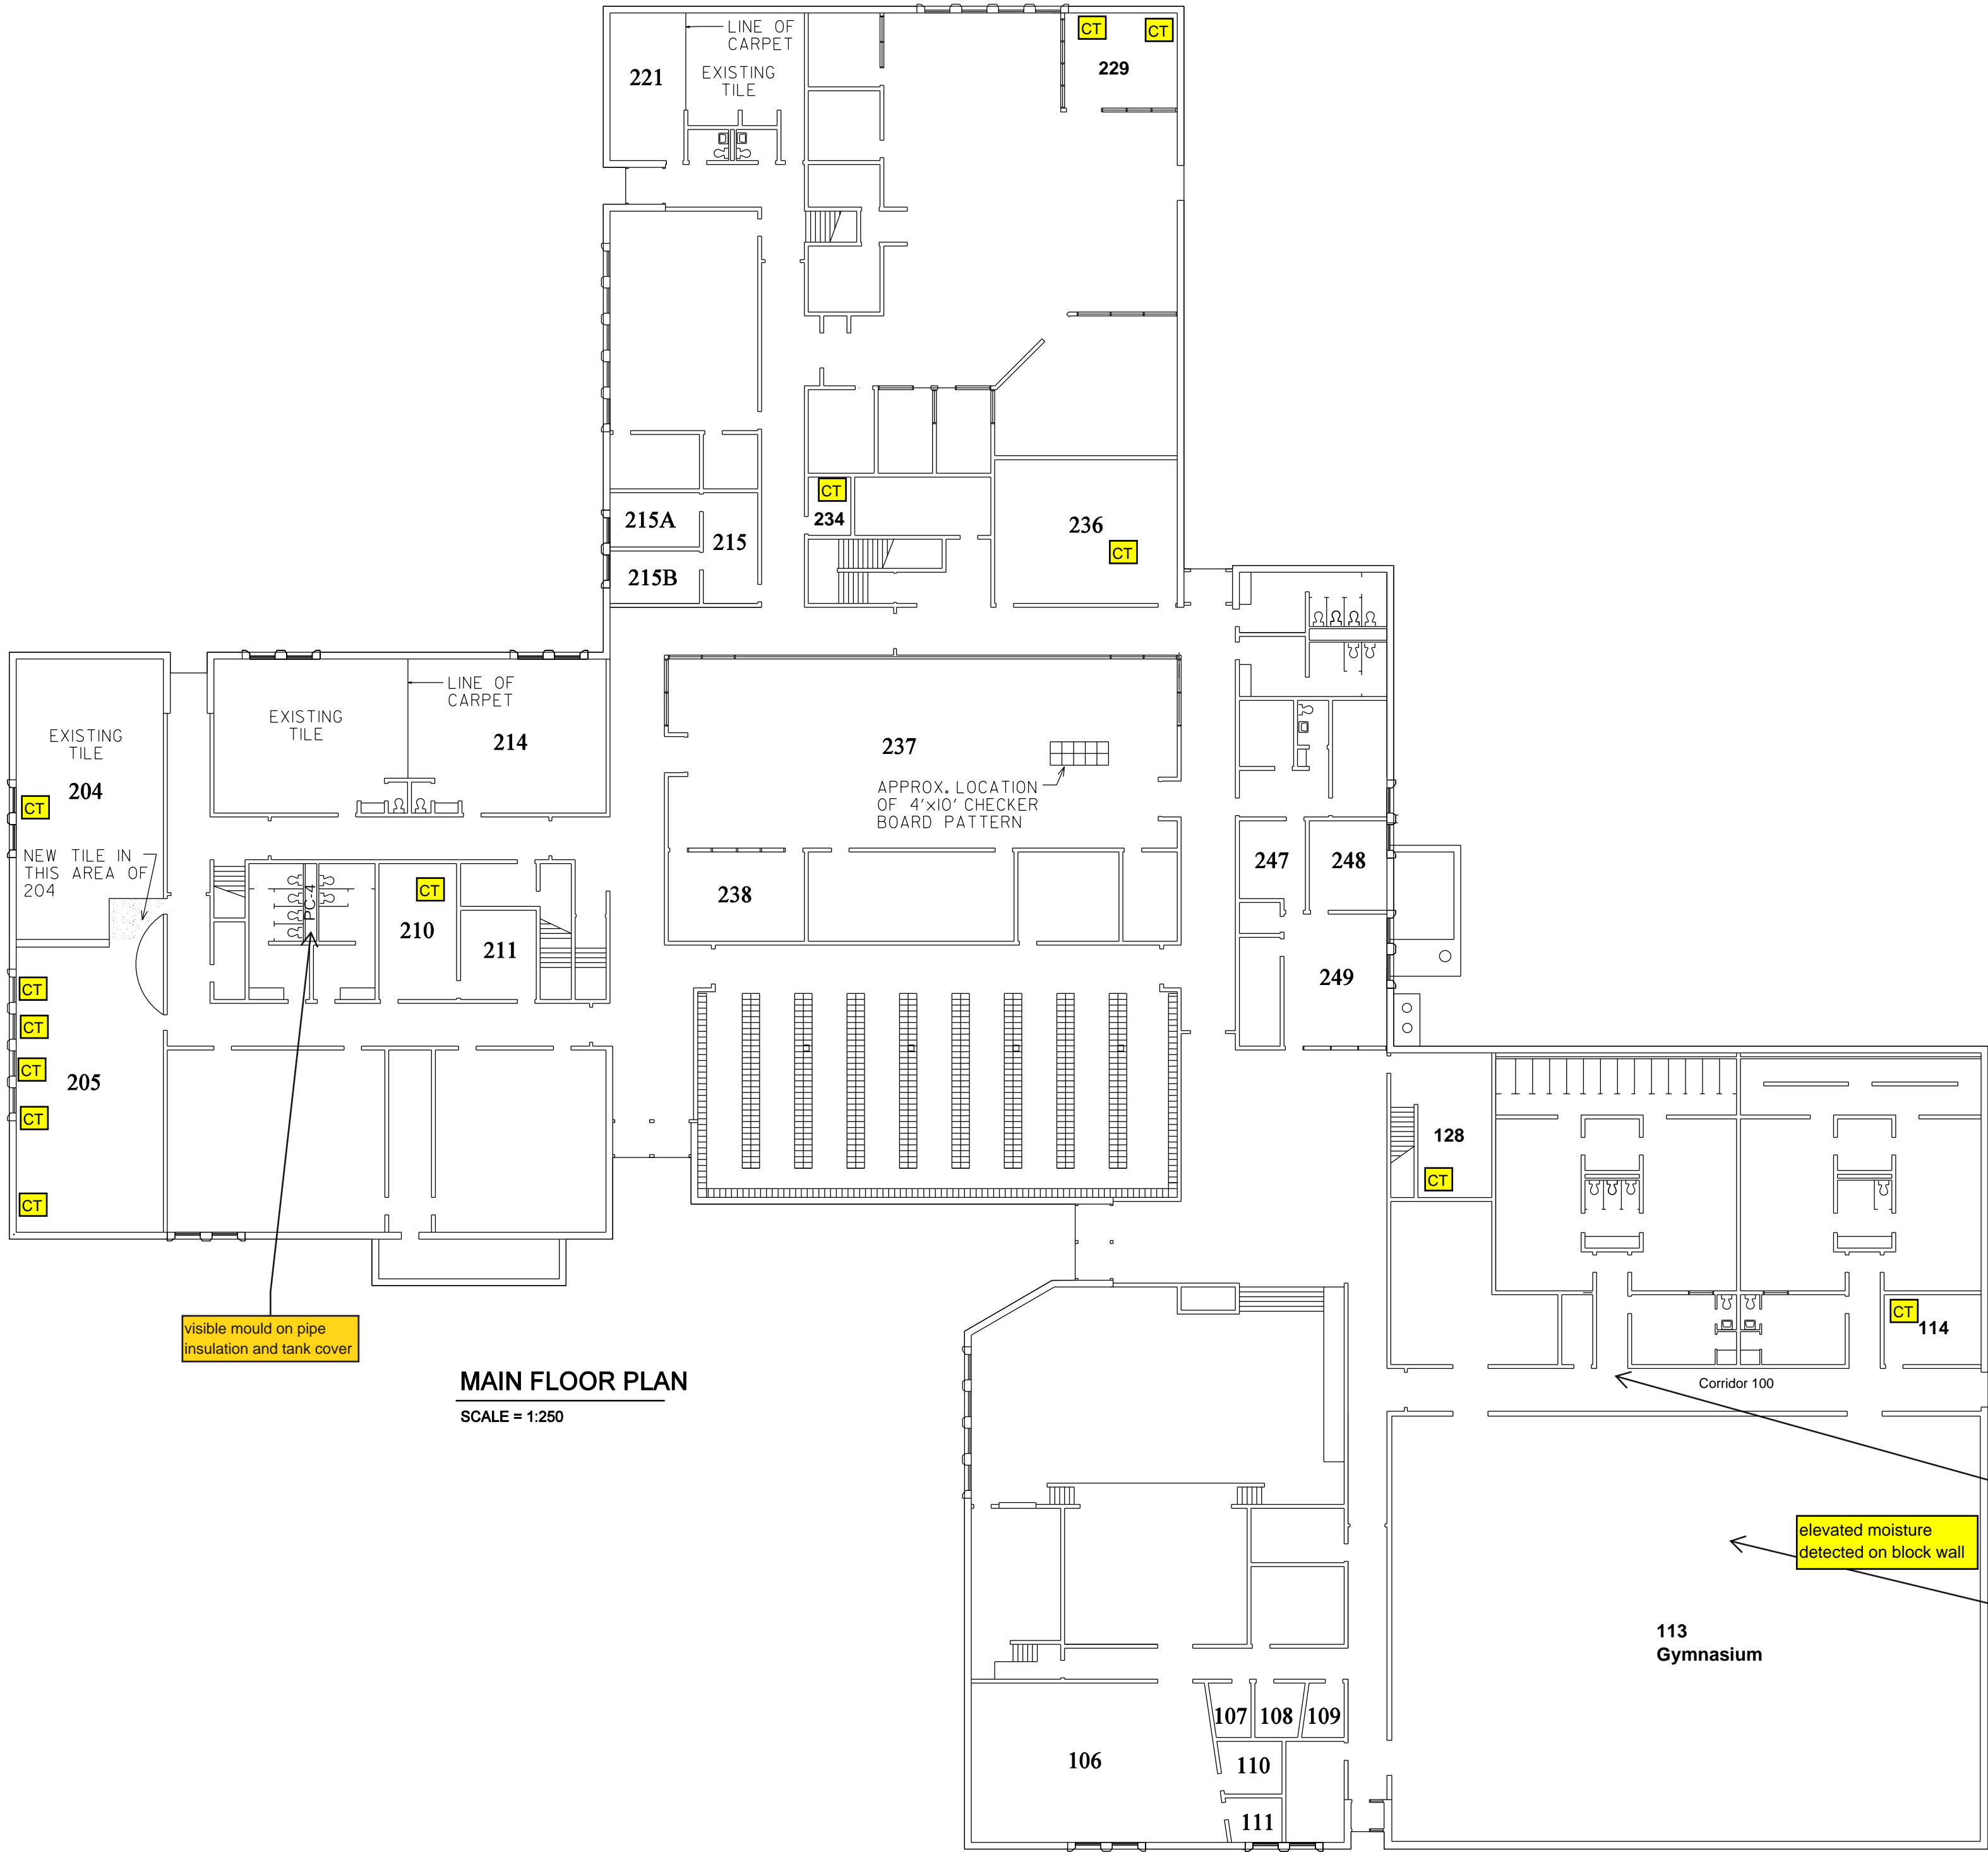 LINE OF
CARPET
221
EXISTING
TILE
CT
CT
229
CT
234
215A
215
215B
236
CT
LINE OF
CARPET
EXISTING
TILE
214
EXISTING
TILE
204
CT
NEW TILE IN
THIS AREA OF
204
237
APPROX. LOCATION
OF 4'x10' CHECKER
BOARD PATTERN
PC-4
CT
210
211
238
247
248
249
CT
CT
CT
CT
205
CT
128
CT
visible mould on pipe
insulation and tank cover
MAIN FLOOR PLAN
SCALE = 1:250
CT
114
Corridor 100
elevated moisture
detected on block wall
113
Gymnasium
107
108
109
106
110
111